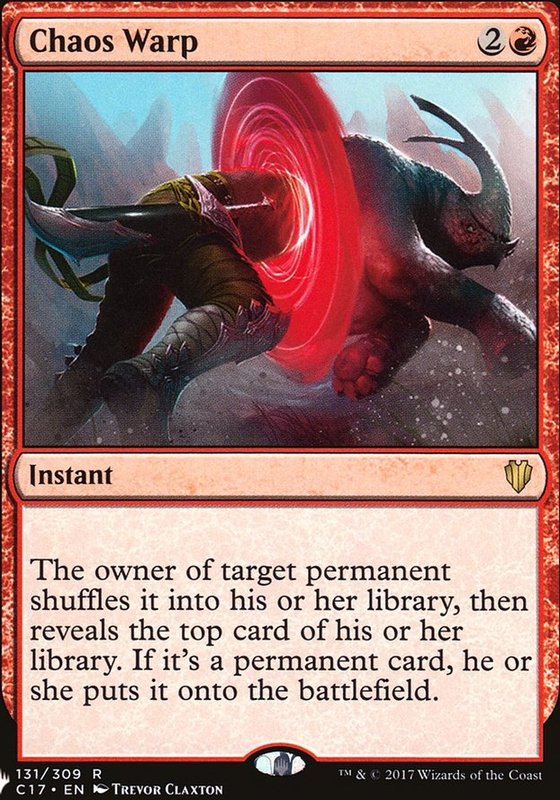 Chaos Warp 2
Instant
The owner of target permanent
shuffles it into his or her library, then
reveals the top card of his or her
library. If it's a permanent card, he or
she puts it onto the battlefield.
131/309 R
C17 • EN Trevor Claxton
™ & © 2017 Wizards of the Coast